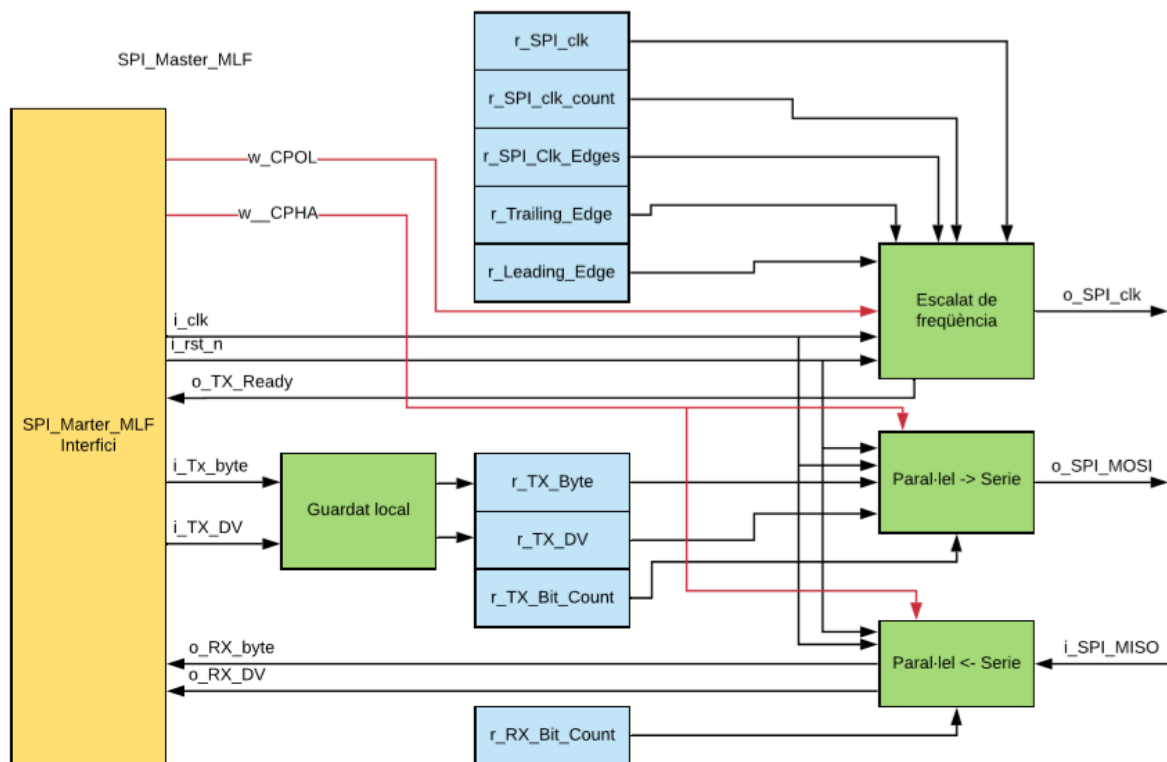 SPI_Master_MLF
r_SPI_clk
r_SPI_clk_count
r_SPI_Clk_Edges
r_Trailing_Edge
r_Leading_Edge
w_CPOL
w__CPHA
i_clk
i_rst_n
o_TX_Ready
Escalat de
freqüència
o_SPI_clk
SPI_Marter_MLF
Interfici
i_Tx_byte
i_TX_DV
Guardat local
r_TX_Byte
r_TX_DV
r_TX_Bit_Count
Paral·lel -> Serie
o_SPI_MOSI
o_RX_byte
o_RX_DV
Paral·lel <- Serie
i_SPI_MISO
r_RX_Bit_Count